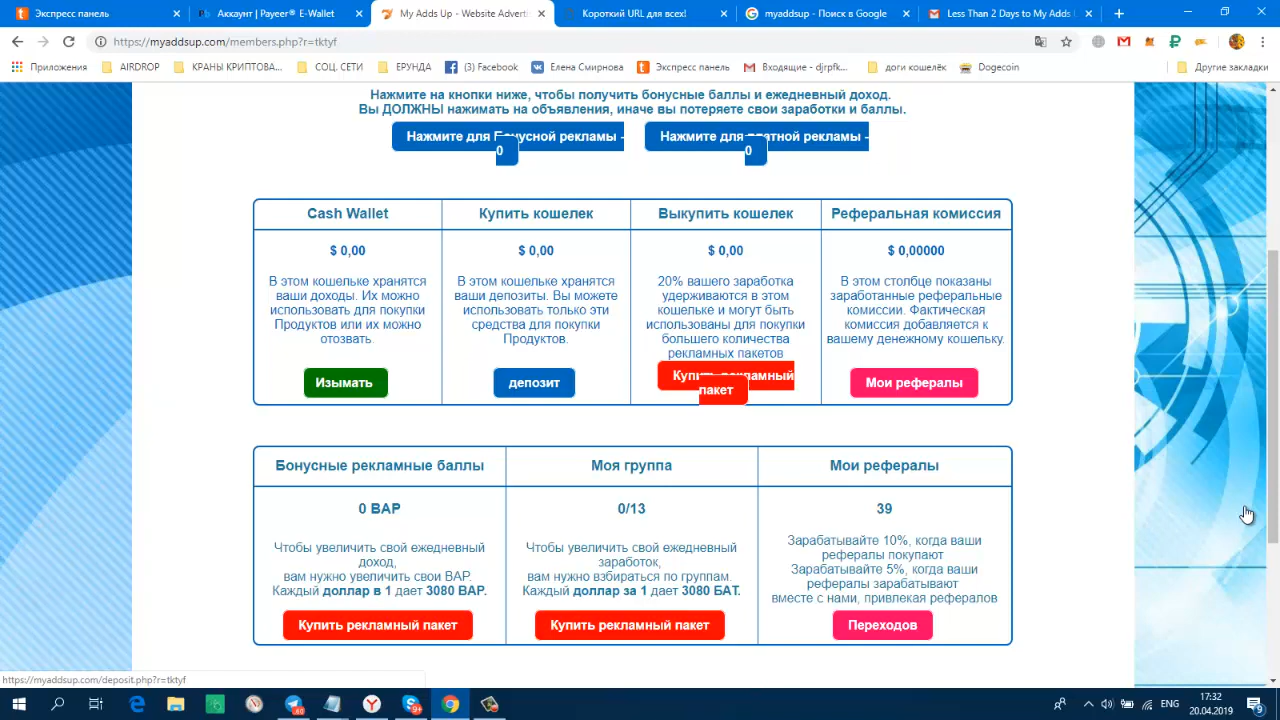 Экспресс панель
Аккаунт | Payeer® E-Wallet
My Adds Up - Website Adverti
Короткий URL для всех!
myaddsup - Поиск в Google
Less Than 2 Days to My Adds
https://myaddsup.com/members.php?r=tktyf
Приложения
AIRDROP
КРАНЫ КРИПТОВА...
СОЦ. СЕТИ
ЕРУНДА
(3) Facebook
Елена Смирнова
Экспресс панель
Входящие - djrpfk...
доги кошелёк
Dogecoin
Другие закладки
Нажмите на кнопки ниже, чтобы получить бонусные баллы и ежедневный доход.
Вы ДОЛЖНЫ нажимать на объявления, иначе вы потеряете свои заработки и баллы.
Нажмите для Бонусной рекламы -
0
Нажмите для платной рекламы -
0
Cash Wallet
$ 0,00
В этом кошельке хранятся
ваши доходы. Их можно
использовать для покупки
Продуктов или их можно
отозвать.
Изымать
Купить кошелек
$ 0,00
В этом кошельке хранятся
ваши депозиты. Вы можете
использовать только эти
средства для покупки
Продуктов.
депозит
Выкупить кошелек
$ 0,00
20% вашего заработка
удерживаются в этом
кошельке и могут быть
использованы для покупки
большего количества
рекламных пакетов
Купить рекламный
пакет
Реферальная комиссия
$ 0,00000
В этом столбце показаны
заработанные реферальные
комиссии. Фактическая
комиссия добавляется к
вашему денежному кошельку.
Мои рефералы
Бонусные рекламные баллы
0 BAP
Чтобы увеличить свой ежедневный
доход,
вам нужно увеличить свои BAP.
Каждый доллар в 1 дает 3080 BAP.
Купить рекламный пакет
Моя группа
0/13
Чтобы увеличить свой ежедневный
заработок,
вам нужно взбираться по группам.
Каждый доллар за 1 дает 3080 БАТ.
Купить рекламный пакет
Мои рефералы
39
Зарабатывайте 10%, когда ваши
рефералы покупают
Зарабатывайте 5%, когда ваши
рефералы зарабатывают
вместе с нами, привлекая рефералов
Переходов
https://myaddsup.com/deposit.php?r=tktyf
ENG
17:32
20.04.2019